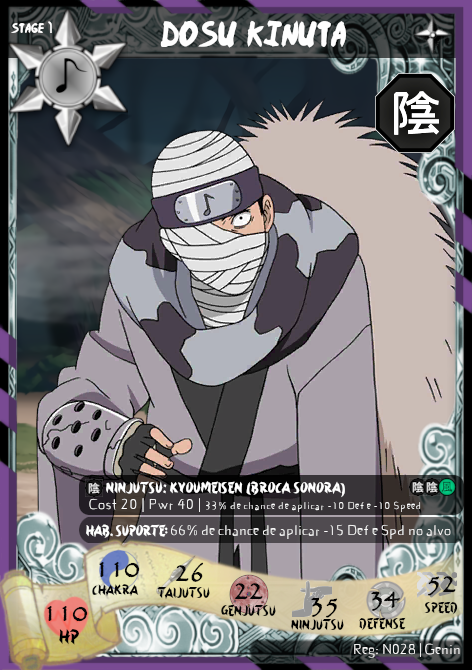 STAGE 1
DOSU KINUTA
陰
陰 NINJUTSU: KYOUMEISEN (BROCA SONORA) 陰 陰 風
Cost 20 | Pwr 40 | 33% de chance de aplicar -10 Def e -10 Speed
HAB. SUPORTE: 66% de chance de aplicar -15 Def e Spd no alvo
110 HP
110 CHAKRA
26 TAIJUTSU
22 GENJUTSU
35 NINJUTSU
34 DEFENSE
52 SPEED
Reg: N028 | Genin